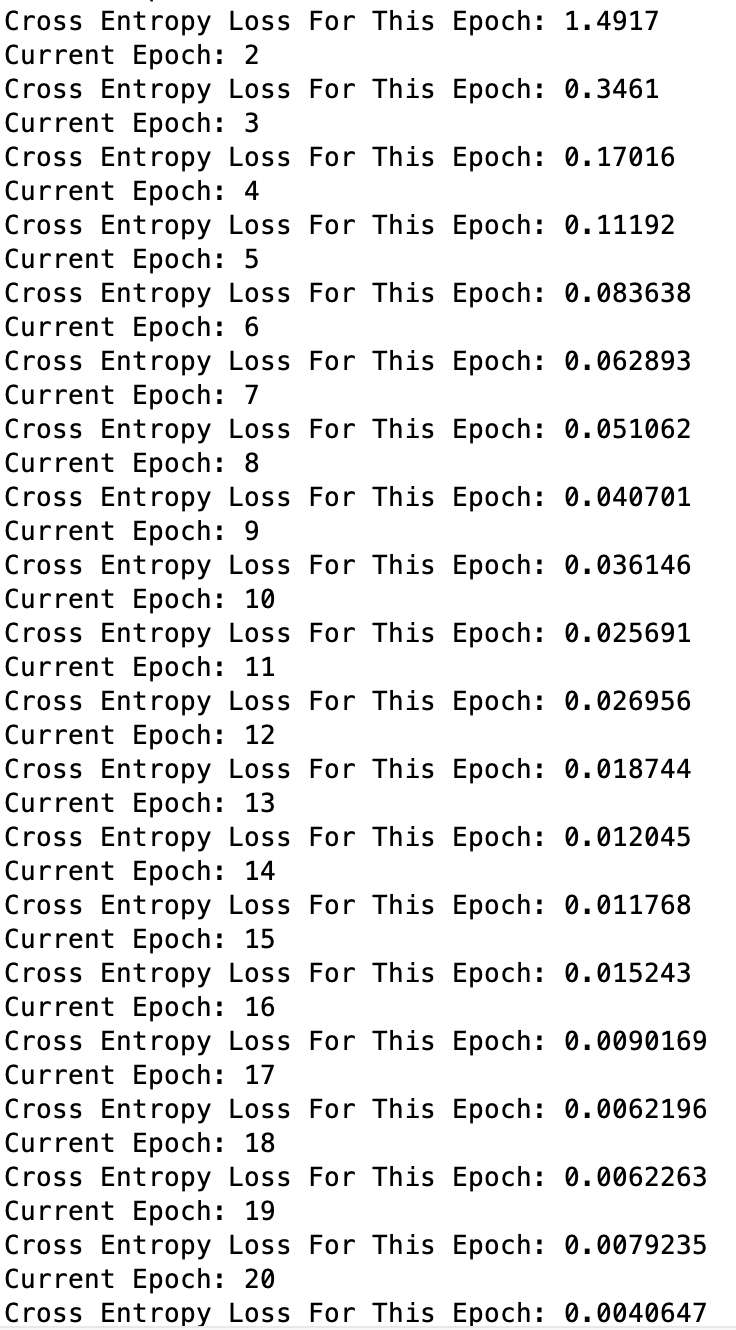 Cross Entropy Loss For This Epoch: 1.4917
Current Epoch: 2
Cross Entropy Loss For This Epoch: 0.3461
Current Epoch: 3
Cross Entropy Loss For This Epoch: 0.17016
Current Epoch: 4
Cross Entropy Loss For This Epoch: 0.11192
Current Epoch: 5
Cross Entropy Loss For This Epoch: 0.083638
Current Epoch: 6
Cross Entropy Loss For This Epoch: 0.062893
Current Epoch: 7
Cross Entropy Loss For This Epoch: 0.051062
Current Epoch: 8
Cross Entropy Loss For This Epoch: 0.040701
Current Epoch: 9
Cross Entropy Loss For This Epoch: 0.036146
Current Epoch: 10
Cross Entropy Loss For This Epoch: 0.025691
Current Epoch: 11
Cross Entropy Loss For This Epoch: 0.026956
Current Epoch: 12
Cross Entropy Loss For This Epoch: 0.018744
Current Epoch: 13
Cross Entropy Loss For This Epoch: 0.012045
Current Epoch: 14
Cross Entropy Loss For This Epoch: 0.011768
Current Epoch: 15
Cross Entropy Loss For This Epoch: 0.015243
Current Epoch: 16
Cross Entropy Loss For This Epoch: 0.0090169
Current Epoch: 17
Cross Entropy Loss For This Epoch: 0.0062196
Current Epoch: 18
Cross Entropy Loss For This Epoch: 0.0062263
Current Epoch: 19
Cross Entropy Loss For This Epoch: 0.0079235
Current Epoch: 20
Cross Entropy Loss For This Epoch: 0.0040647